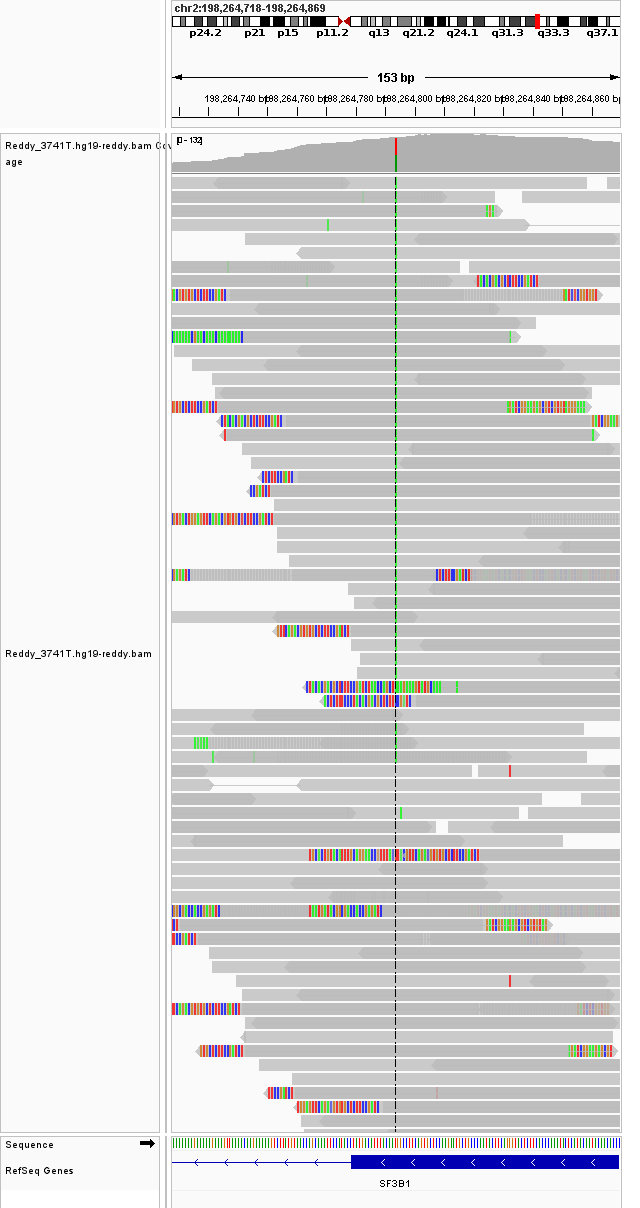 chr2:198,264,718-198,264,869
p24.2 p21 p15 p11.2 q13 q21.2 q24.1 q31.3 q33.3 q37.1
153 bp
198,264,740 bp 198,264,760 bp 198,264,780 bp 198,264,800 bp 198,264,820 bp 198,264,840 bp 198,264,860 bp
[0 - 132]
Reddy_3741T.hg19-reddy.bam Cov
age
Reddy_3741T.hg19-reddy.bam
Sequence
RefSeq Genes
SF3B1